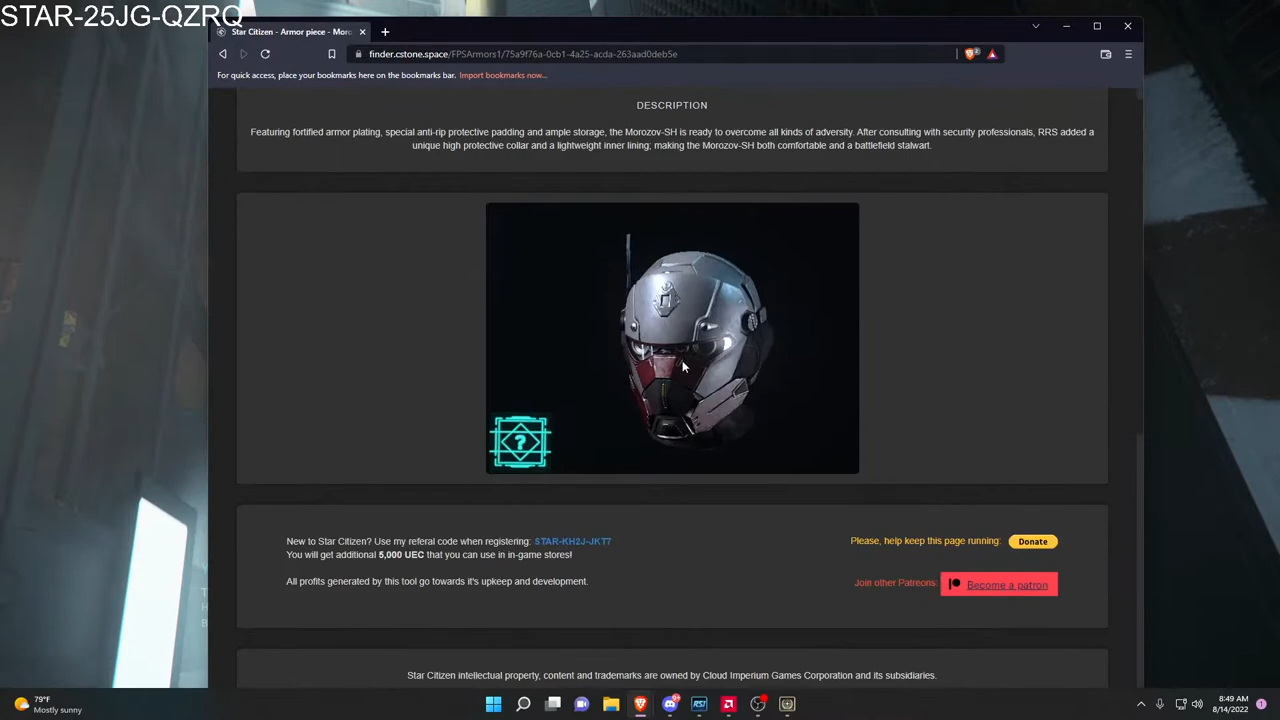 STAR-25JG-QZRQ
Star Citizen - Armor piece - Moro
finder.cstone.space/FPSArmors1/75a9f76a-0cb1-4a25-acda-263aad0deb5e
For quick access, place your bookmarks here on the bookmarks bar. Import bookmarks now...
DESCRIPTION
Featuring fortified armor plating, special anti-rip protective padding and ample storage, the Morozov-SH is ready to overcome all kinds of adversity. After consulting with security professionals, RRS added a
unique high protective collar and a lightweight inner lining; making the Morozov-SH both comfortable and a battlefield stalwart.
?
New to Star Citizen? Use my referal code when registering: STAR-KH2J-JKT7
You will get additional 5,000 UEC that you can use in in-game stores!
All profits generated by this tool go towards it's upkeep and development.
Please, help keep this page running: Donate
Join other Patreons: Become a patron
Star Citizen intellectual property, content and trademarks are owned by Cloud Imperium Games Corporation and its subsidiaries.
79°F
Mostly sunny
9+
RSI
8:49 AM
8/14/2022
1